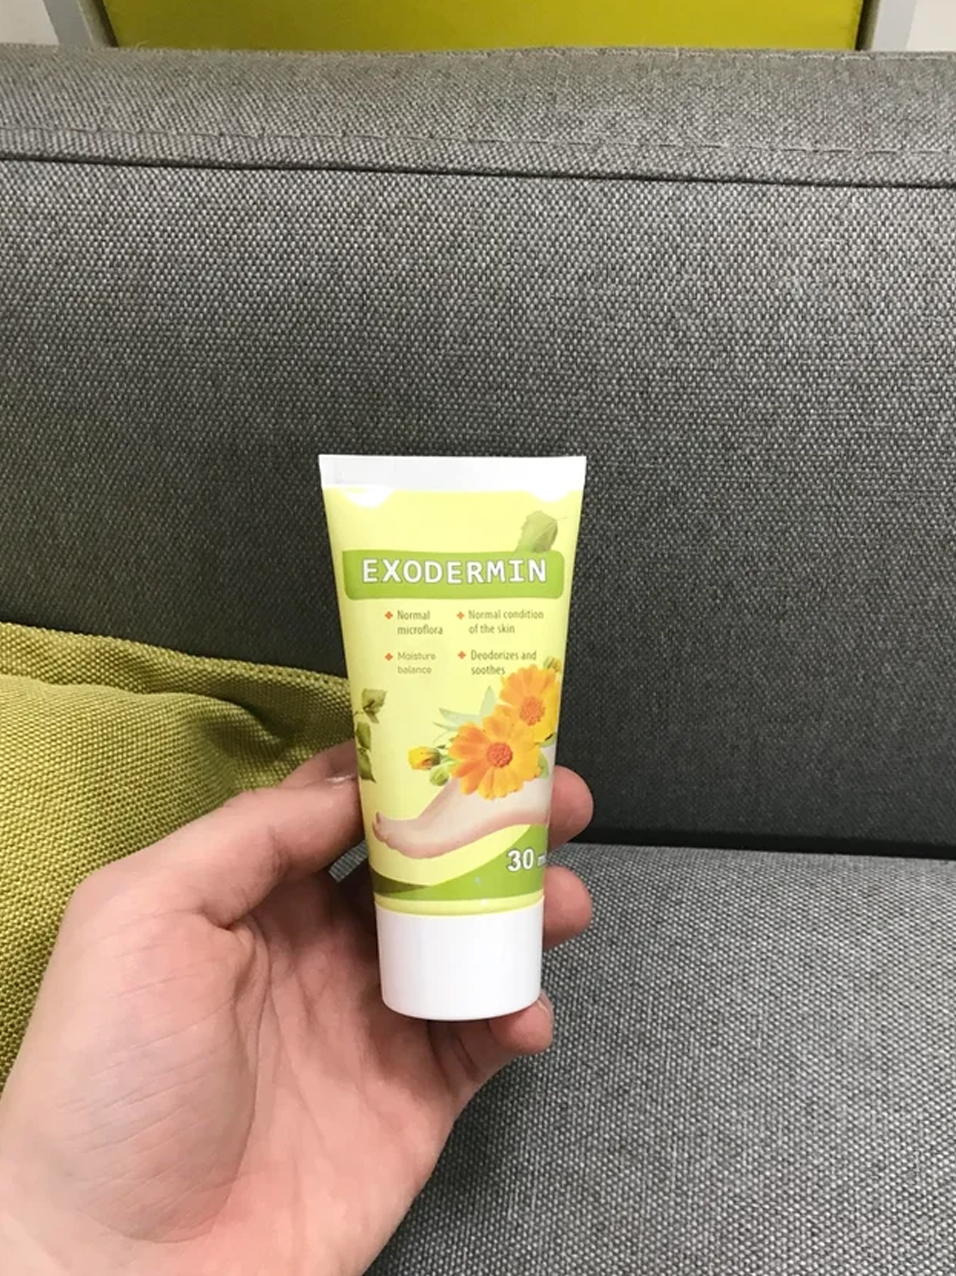 EXODERMIN
Normal
microflora
Normal condition
of the skin
Moisture
balance
Deodorizes and
soothes
30